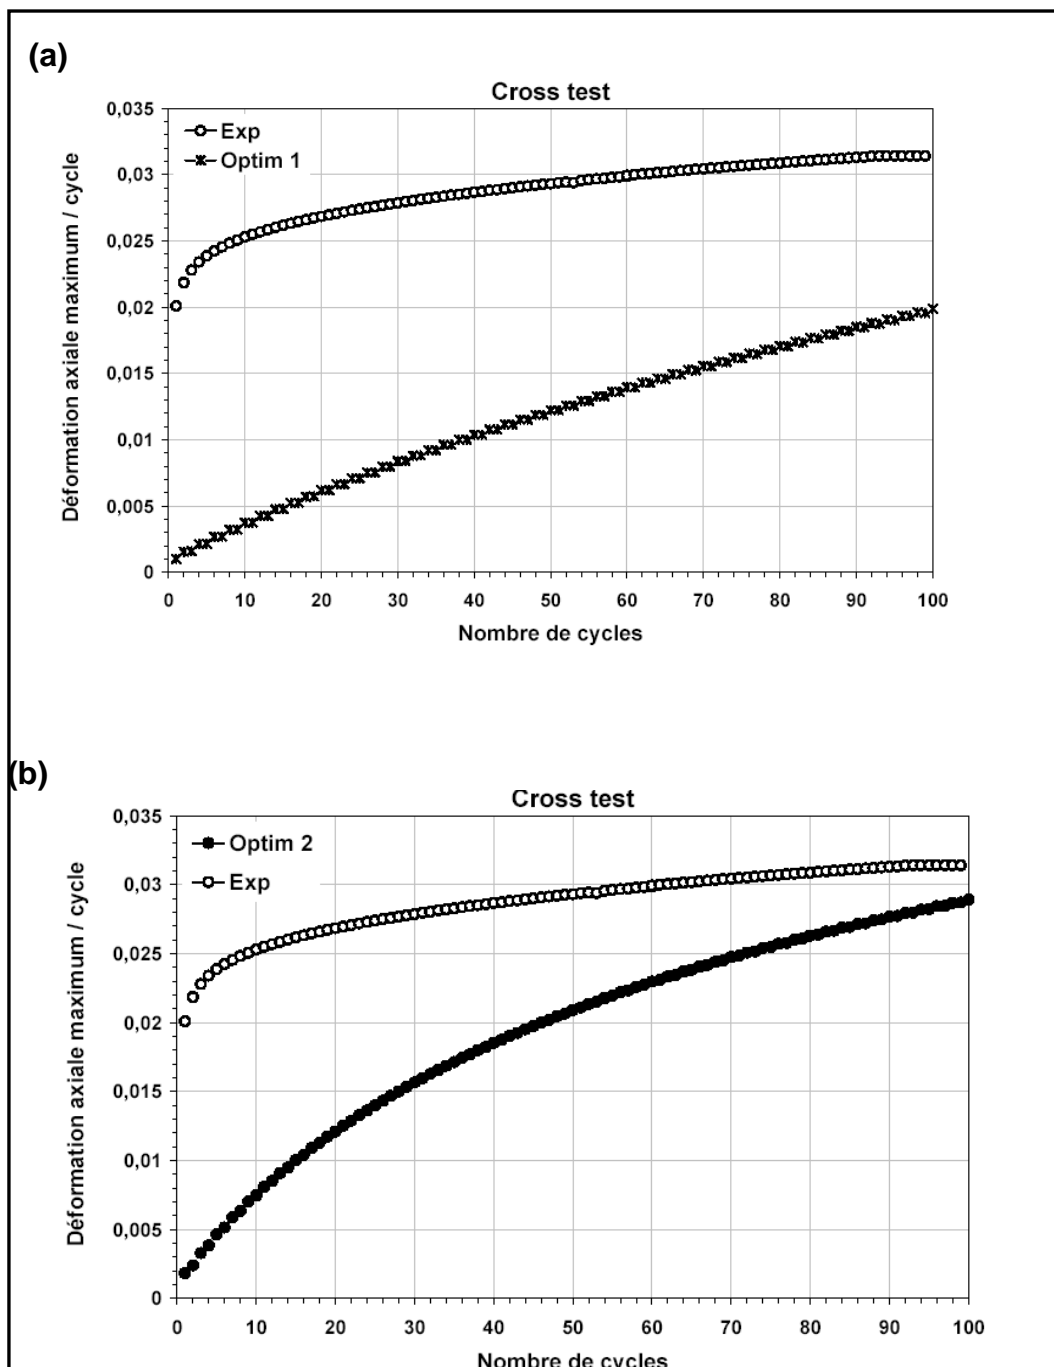 (a)
Cross test
0,035
0,03
0,025
0,02
0,015
0,01
0,005
0
Exp
Optim 1
Déformation axiale maximum / cycle
0 10 20 30 40 50 60 70 80 90 100
Nombre de cycles
(b)
Cross test
0,035
0,03
0,025
0,02
0,015
0,01
0,005
0
Optim 2
Exp
Déformation axiale maximum / cycle
0 10 20 30 40 50 60 70 80 90 100
Nombre de cycles